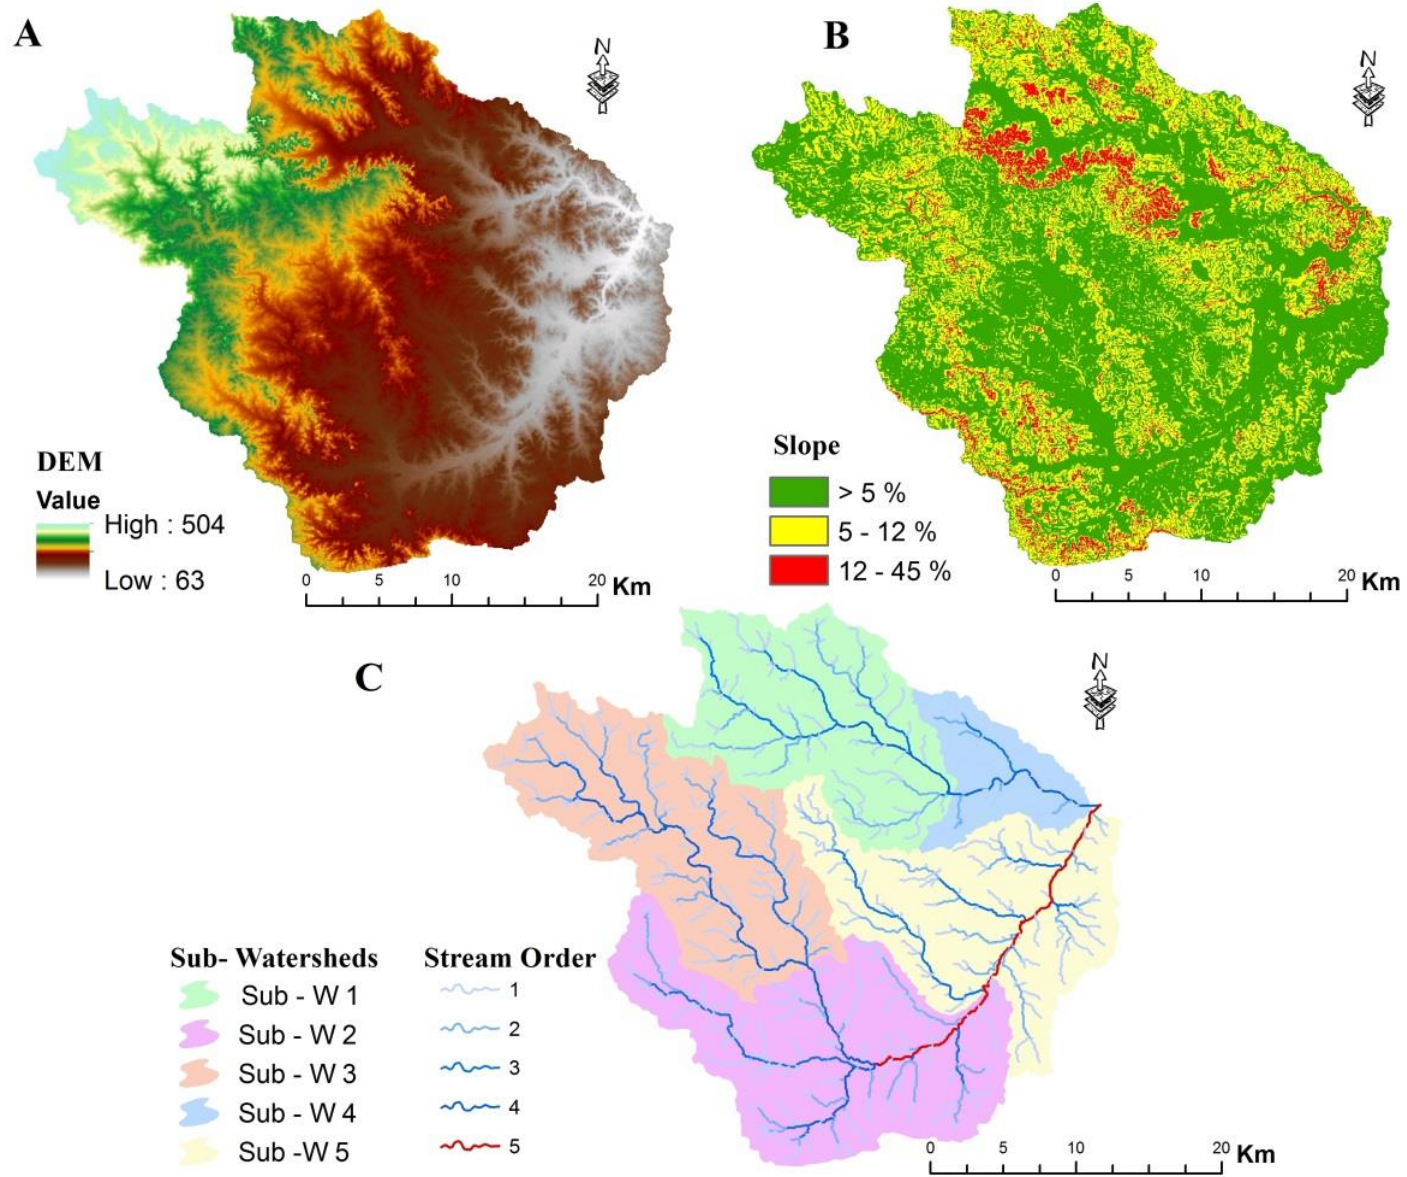 A
N
DEM
Value
High : 504
Low : 63
0 5 10 20 Km
B
N
Slope
> 5 %
5 - 12 %
12 - 45 %
0 5 10 20 Km
C
N
Sub- Watersheds
Sub - W 1
Sub - W 2
Sub - W 3
Sub - W 4
Sub -W 5
Stream Order
1
2
3
4
5
0 5 10 20 Km